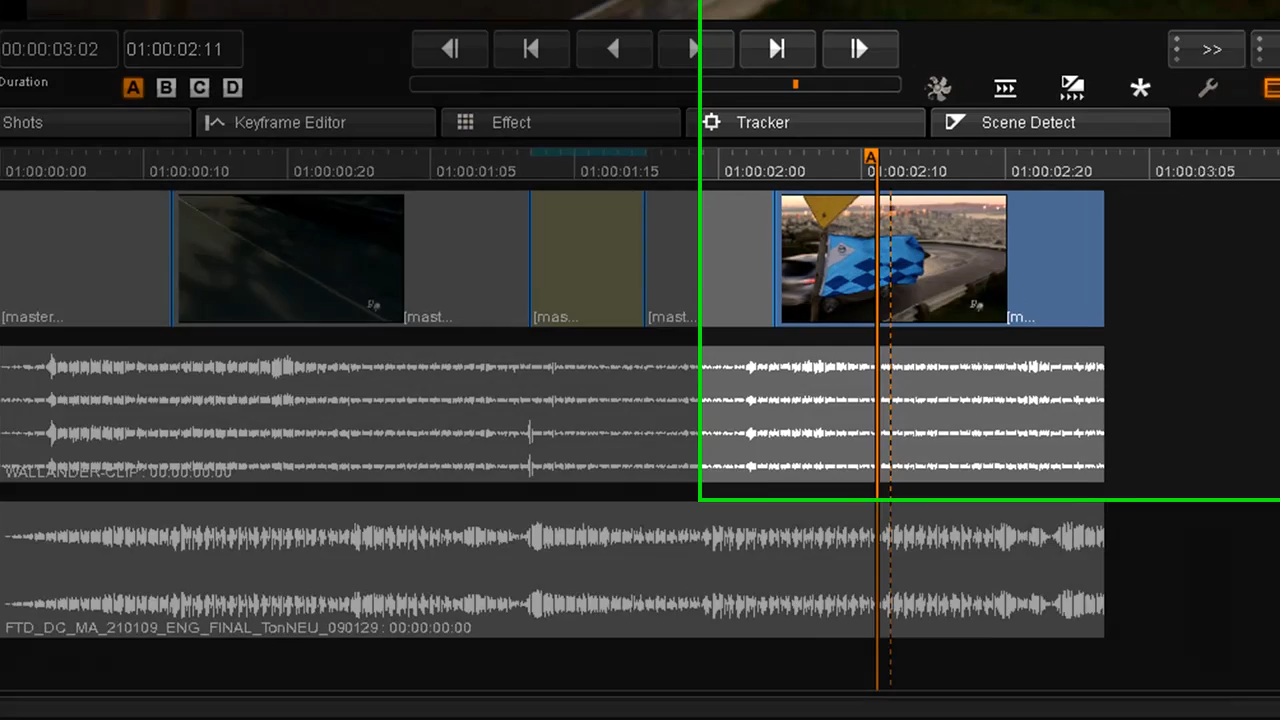 00:00:03:02 01:00:02:11
Duration A B C D >>
Shots Keyframe Editor Effect Tracker Scene Detect
A
01:00:00:00 01:00:00:10 01:00:00:20 01:00:01:05 01:00:01:15 01:00:02:00 01:00:02:10 01:00:02:20 01:00:03:05
[master... [mast... [mas... [mast... [m...
WALLANDER-CLIP : 00:00:00:00
FTD_DC_MA_210109_ENG_FINAL_TonNEU_090129 : 00:00:00:00